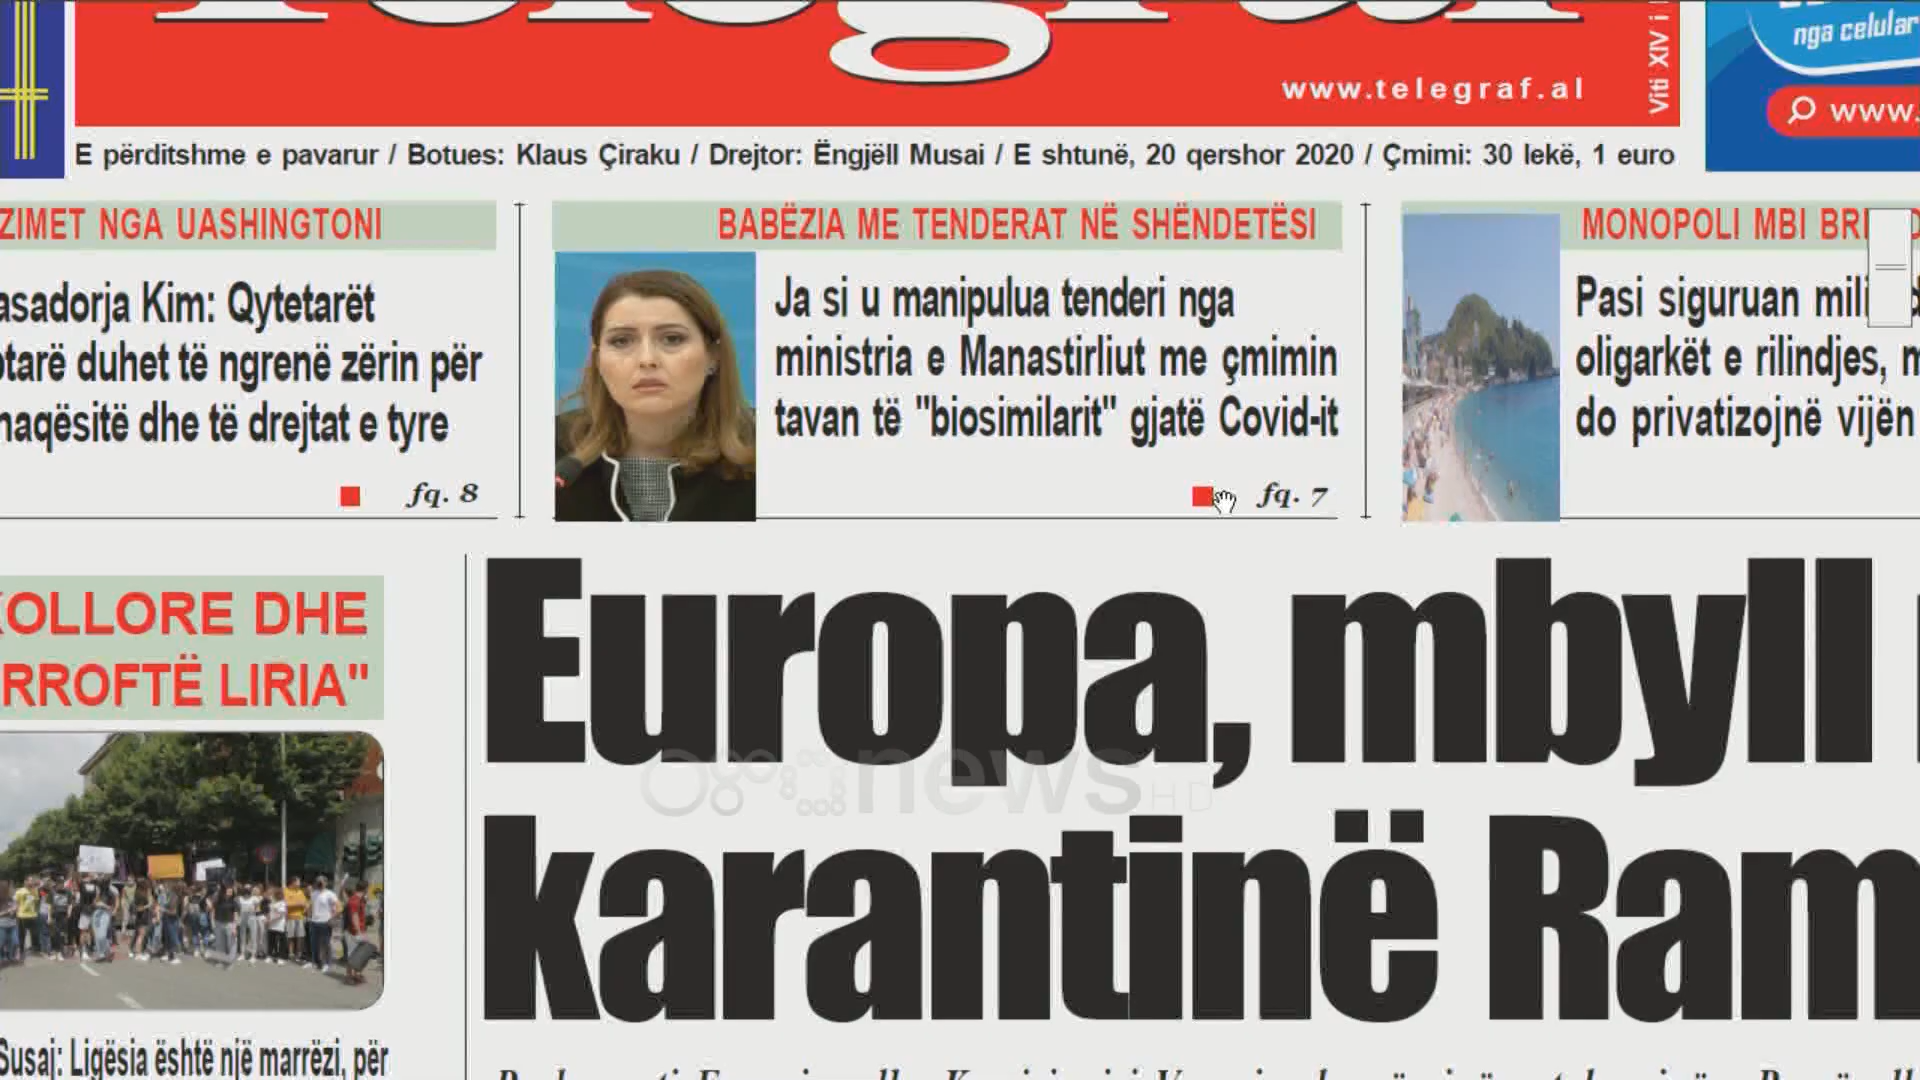 www.telegraf.al
Viti XIV i
nga celular
www.
E përditshme e pavarur / Botues: Klaus Çiraku / Drejtor: Ëngjëll Musai / E shtunë, 20 qershor 2020 / Çmimi: 30 lekë, 1 euro
ZIMET NGA UASHINGTONI
asadorja Kim: Qytetarët
ptarë duhet të ngrenë zërin për
naqësitë dhe të drejtat e tyre
fq. 8
BABËZIA ME TENDERAT NË SHËNDETËSI
Ja si u manipulua tenderi nga
ministria e Manastirliut me çmimin
tavan të "biosimilarit" gjatë Covid-it
fq. 7
MONOPOLI MBI
Pasi siguruan
oligarkët e rilindjes,
do privatizojnë vijën
KOLLORE DHE
RROFTË LIRIA"
Susaj: Ligësia është një marrëzi, për
Europa, mbyll
karantinë Ram
news HD